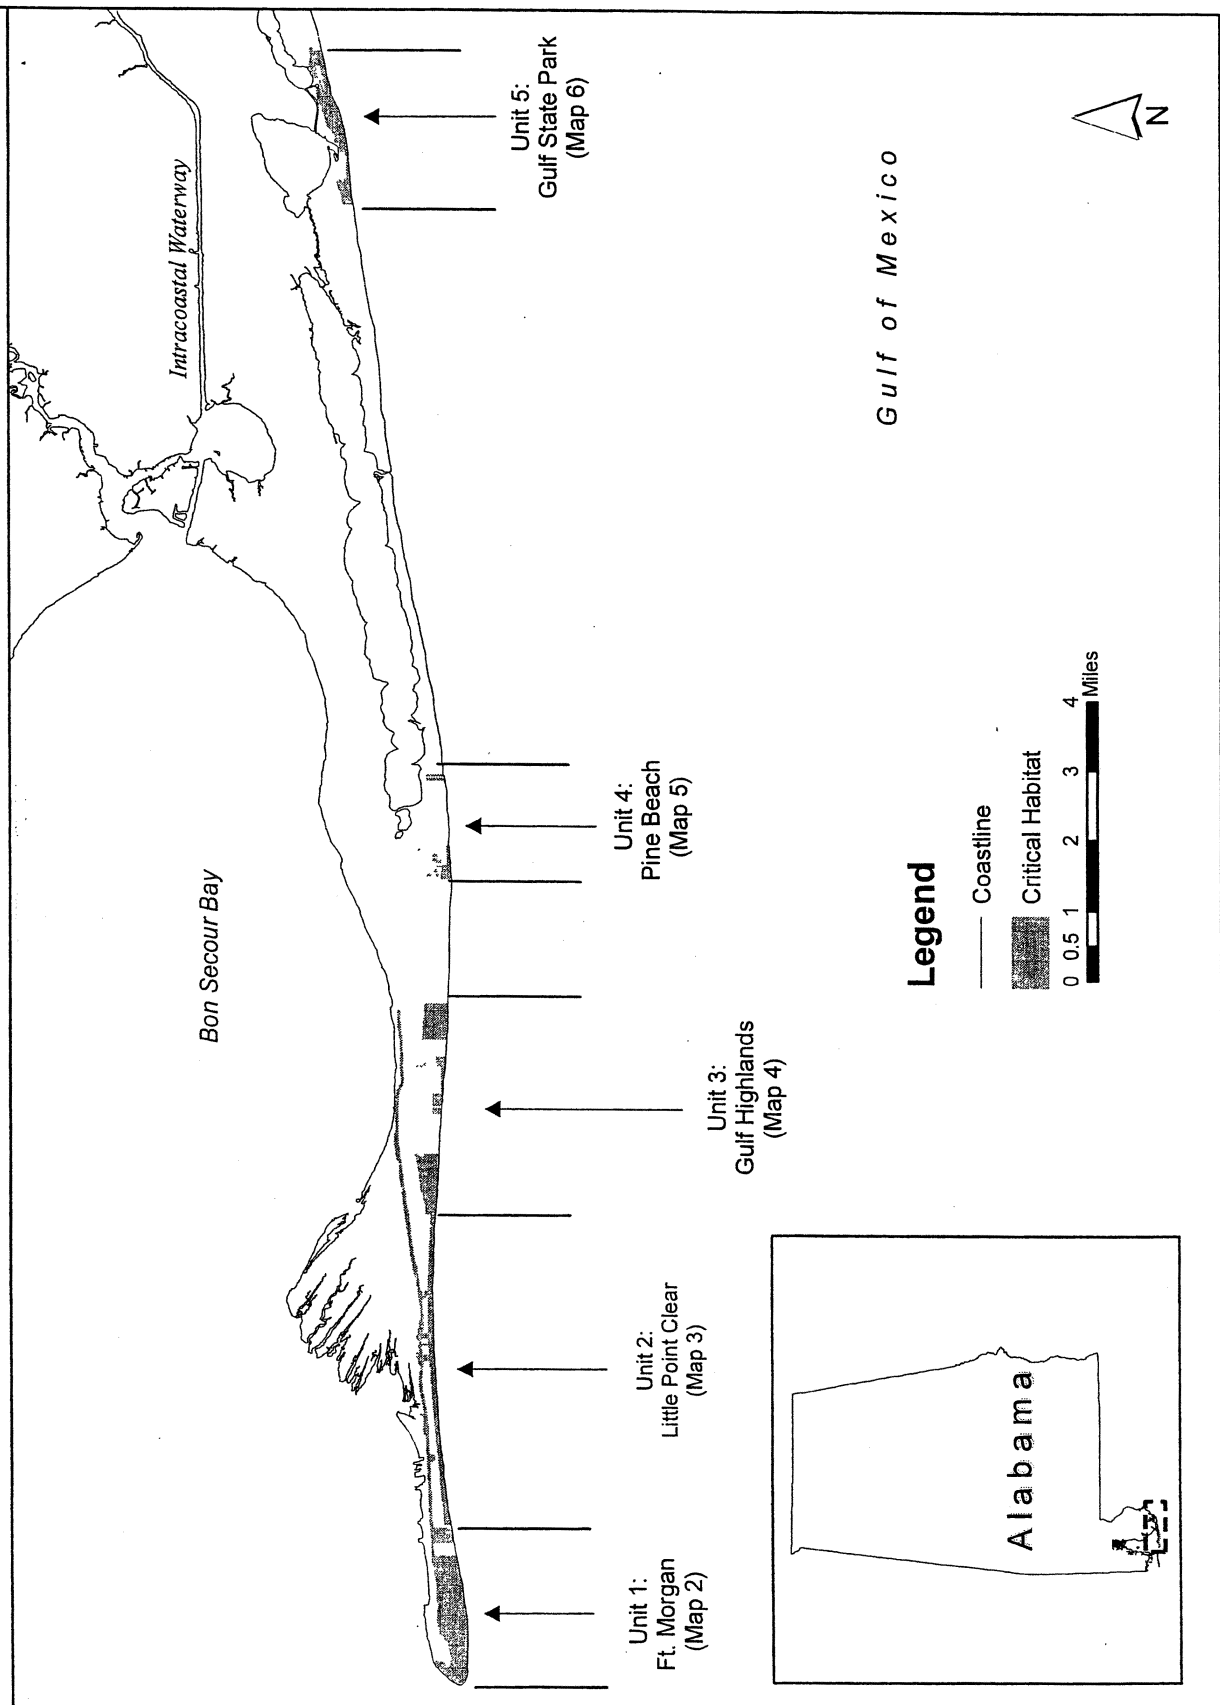 Bon Secour Bay
Intracoastal Waterway
Unit 1:
Ft. Morgan
(Map 2)
Unit 2:
Little Point Clear
(Map 3)
Unit 3:
Gulf Highlands
(Map 4)
Unit 4:
Pine Beach
(Map 5)
Unit 5:
Gulf State Park
(Map 6)
Gulf of Mexico
N
Alabama
Legend
Coastline
Critical Habitat
0 0.5 1 2 3 4
Miles